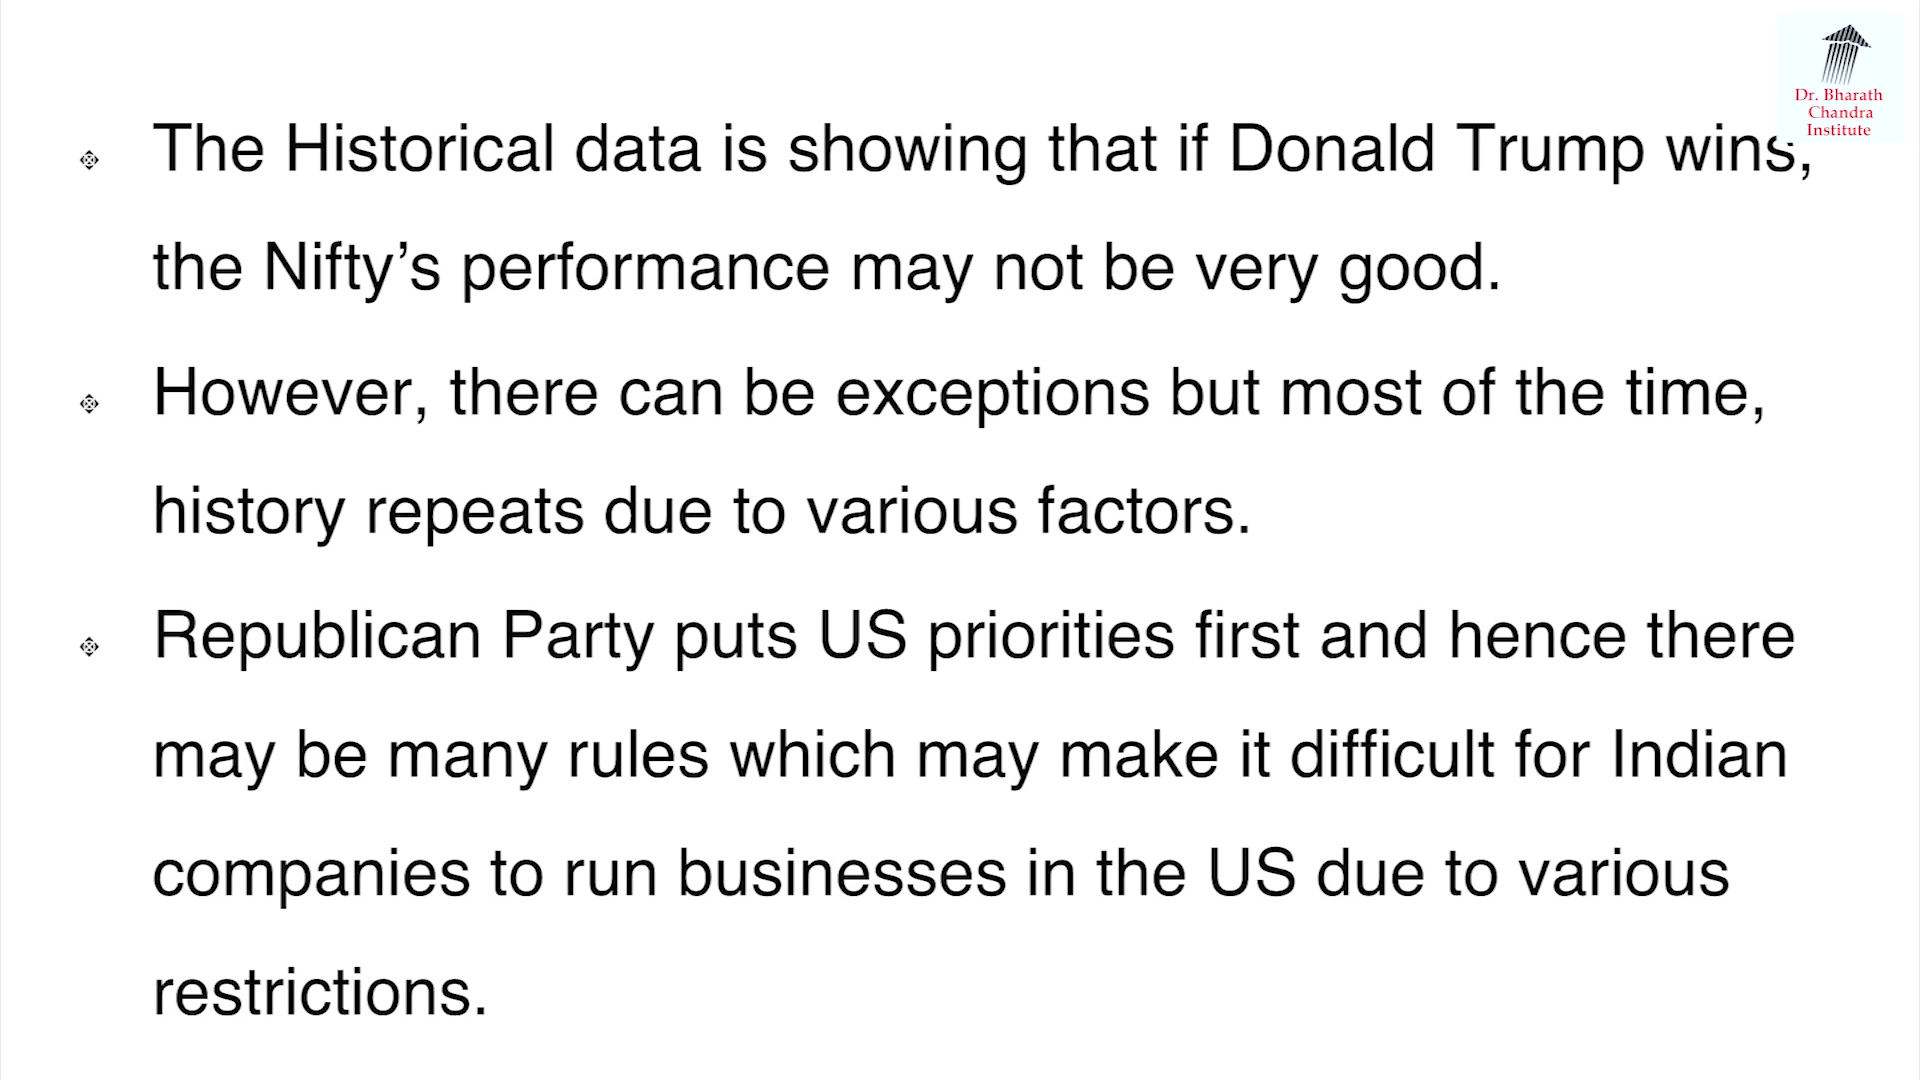 Dr. Bharath
Chandra
Institute
The Historical data is showing that if Donald Trump wins,
the Nifty’s performance may not be very good.
However, there can be exceptions but most of the time,
history repeats due to various factors.
Republican Party puts US priorities first and hence there
may be many rules which may make it difficult for Indian
companies to run businesses in the US due to various
restrictions.